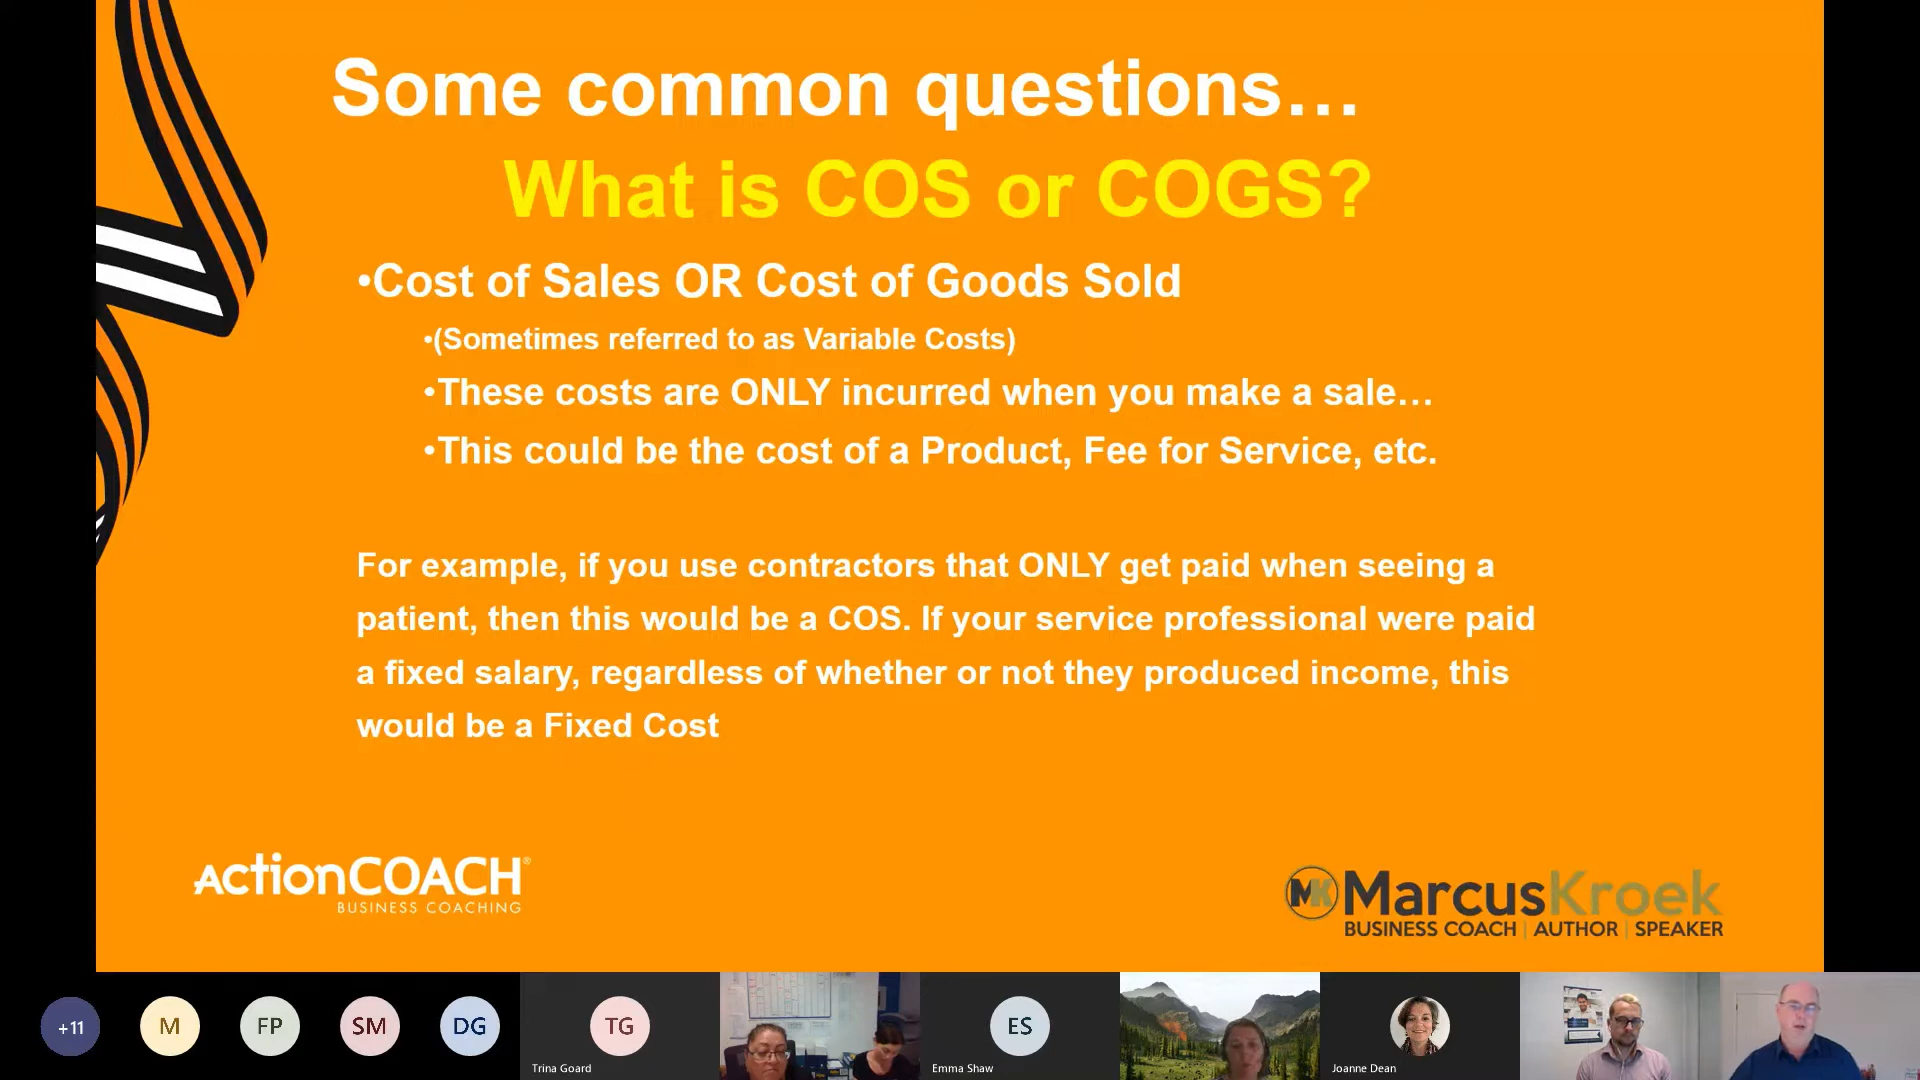 Some common questions…
What is COS or COGS?
•Cost of Sales OR Cost of Goods Sold
•(Sometimes referred to as Variable Costs)
•These costs are ONLY incurred when you make a sale…
•This could be the cost of a Product, Fee for Service, etc.
For example, if you use contractors that ONLY get paid when seeing a
patient, then this would be a COS. If your service professional were paid
a fixed salary, regardless of whether or not they produced income, this
would be a Fixed Cost
ActionCOACH®
BUSINESS COACHING
MK MarcusKroek
BUSINESS COACH | AUTHOR | SPEAKER
+11 M FP SM DG TG ES
Trina Goard Emma Shaw Joanne Dean